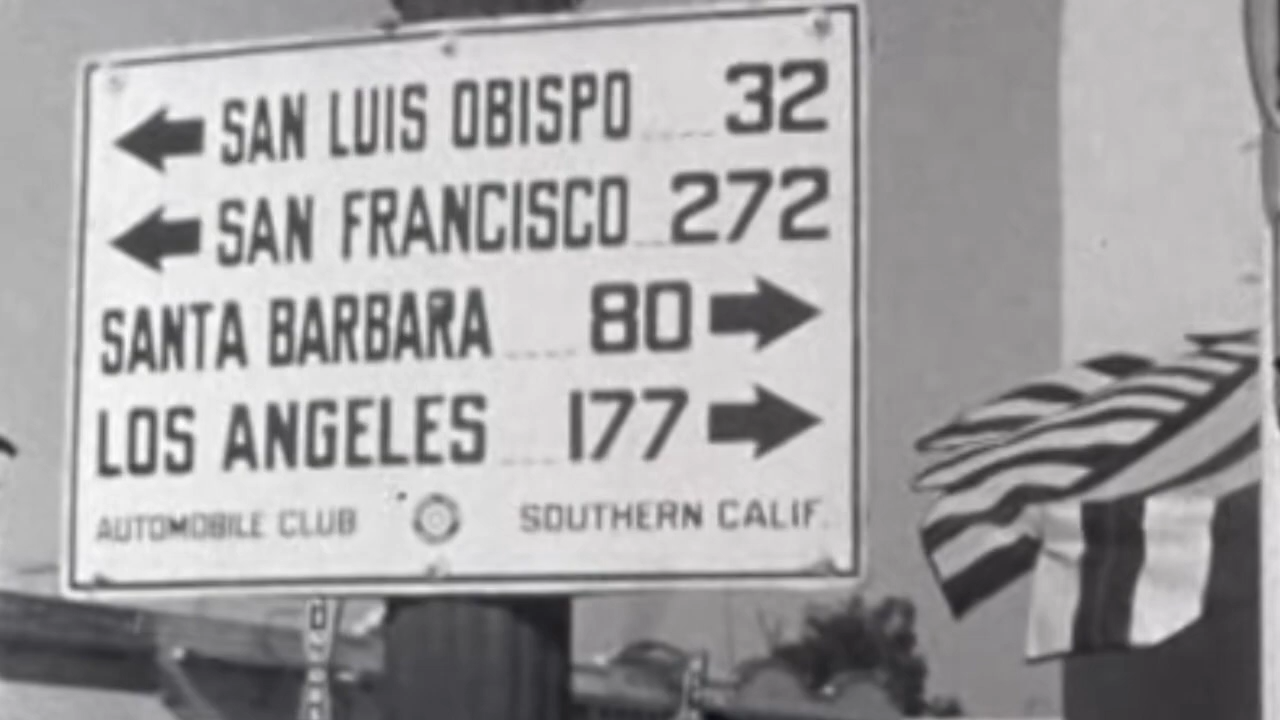 SAN LUIS OBISPO 32
SAN FRANCISCO 272
SANTA BARBARA 80
LOS ANGELES 177
AUTOMOBILE CLUB SOUTHERN CALIF.